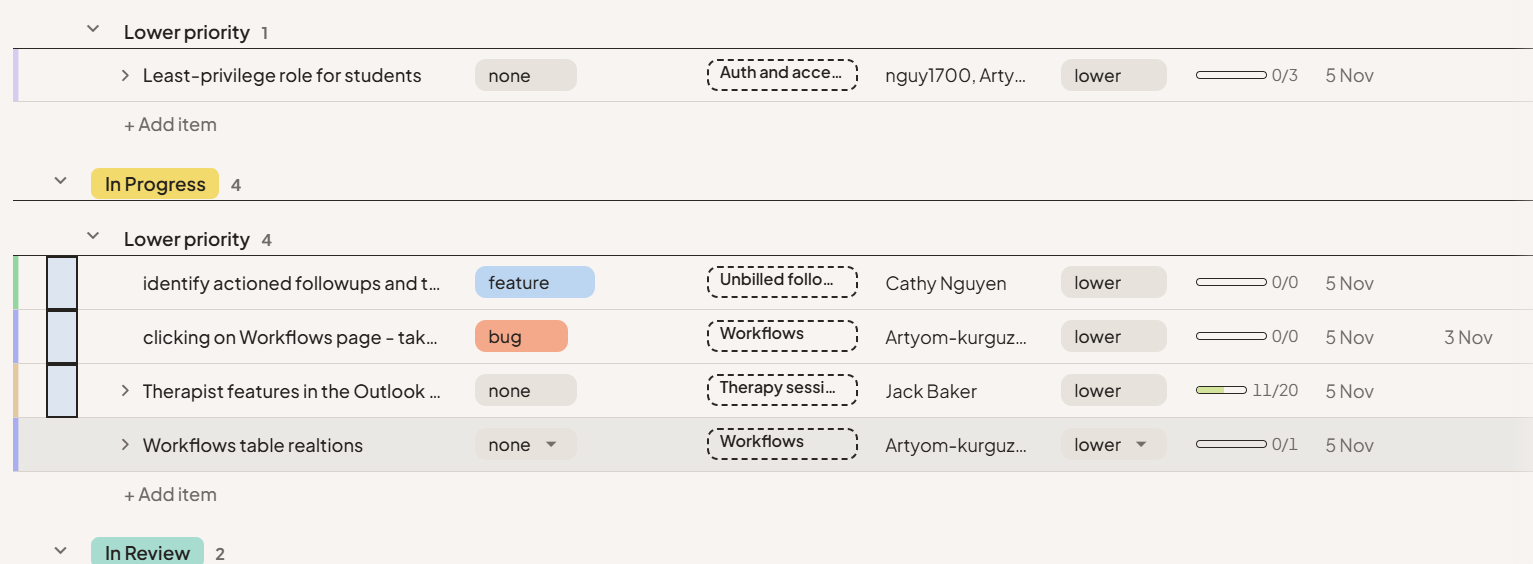 Lower priority 1
Least-privilege role for students none Auth and acce... nguy1700, Arty... lower 0/3 5 Nov
+ Add item
In Progress 4
Lower priority 4
identify actioned followups and t... feature Unbilled follo... Cathy Nguyen lower 0/0 5 Nov
clicking on Workflows page - tak... bug Workflows Artyom-kurguz... lower 0/0 5 Nov 3 Nov
Therapist features in the Outlook ... none Therapy sessi... Jack Baker lower 11/20 5 Nov
Workflows table realtions none Workflows Artyom-kurguz... lower 0/1 5 Nov
+ Add item
In Review 2